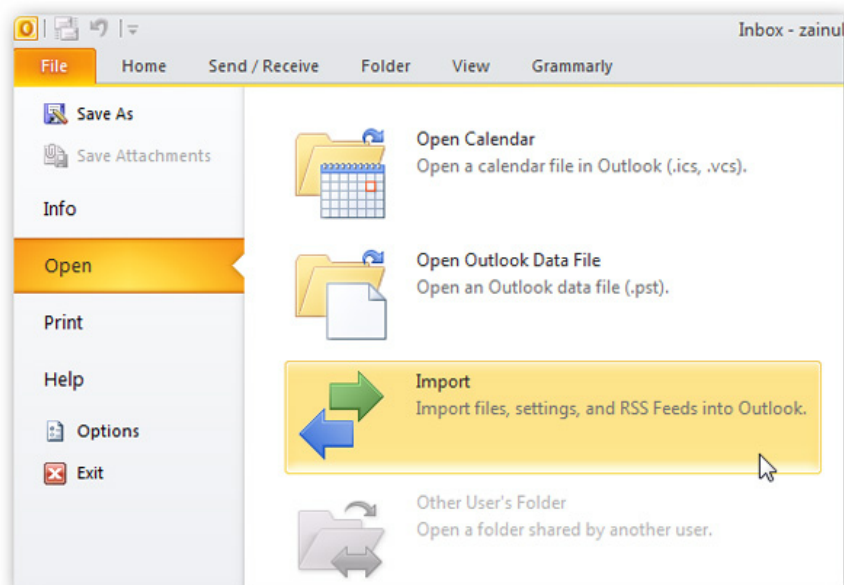 Inbox - zainul
File Home Send / Receive Folder View Grammarly
Save As
Save Attachments
Info
Open
Print
Help
Options
Exit
Open Calendar
Open a calendar file in Outlook (.ics, .vcs).
Open Outlook Data File
Open an Outlook data file (.pst).
Import
Import files, settings, and RSS Feeds into Outlook.
Other User's Folder
Open a folder shared by another user.